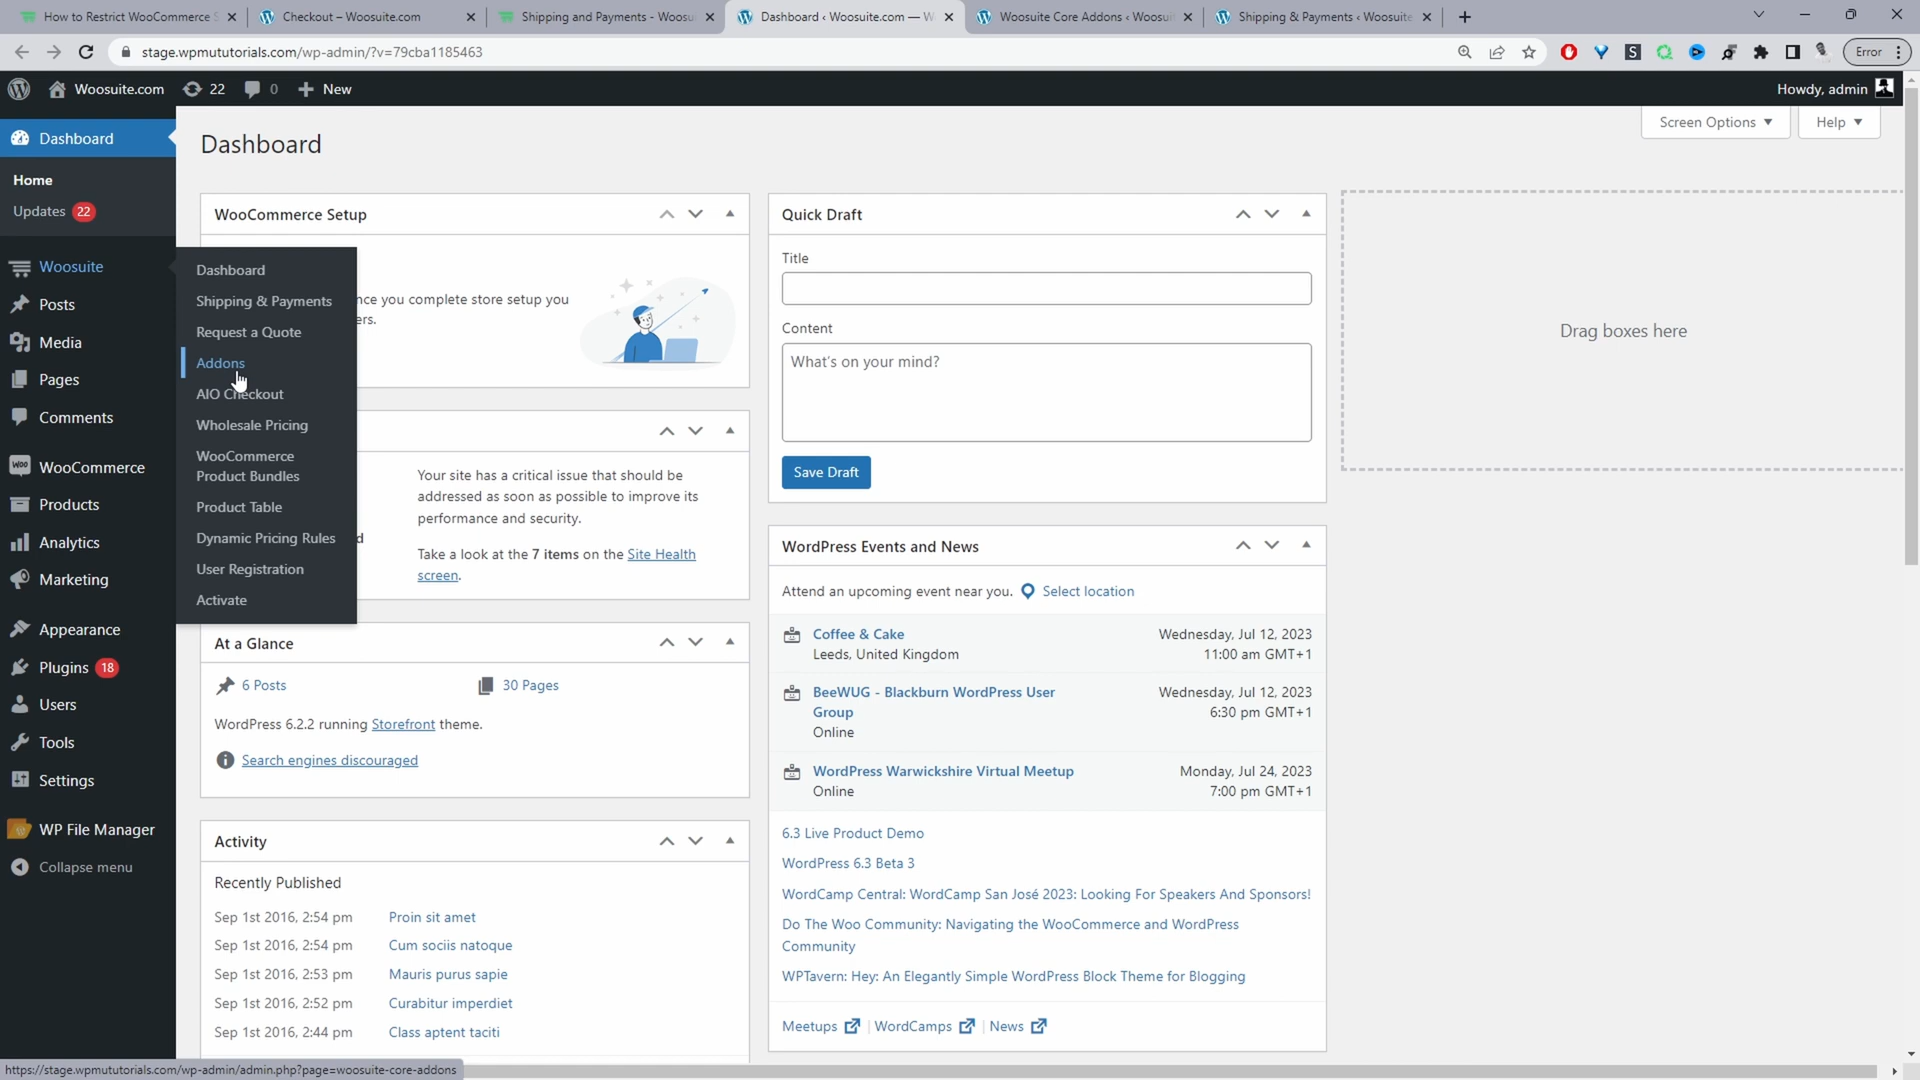 How to Restrict WooCommerce S
Checkout – Woosuite.com
Shipping and Payments - Woosu
Dashboard ‹ Woosuite.com — W
Woosuite Core Addons ‹ Woosui
Shipping & Payments ‹ Woosuite
stage.wpmututorials.com/wp-admin/?v=79cba1185463
Error
Woosuite.com
22
0
New
Howdy, admin
Dashboard
Home
Updates 22
Woosuite
Posts
Media
Pages
Comments
WooCommerce
Products
Analytics
Marketing
Appearance
Plugins 18
Users
Tools
Settings
WP File Manager
Collapse menu
Dashboard
Shipping & Payments
Request a Quote
Addons
AIO Checkout
Wholesale Pricing
WooCommerce
Product Bundles
Product Table
Dynamic Pricing Rules
User Registration
Activate
Dashboard
Screen Options
Help
WooCommerce Setup
nce you complete store setup you
ers.
d
Your site has a critical issue that should be
addressed as soon as possible to improve its
performance and security.
Take a look at the 7 items on the Site Health
screen.
At a Glance
6 Posts
30 Pages
WordPress 6.2.2 running Storefront theme.
Search engines discouraged
Activity
Recently Published
Sep 1st 2016, 2:54 pm Proin sit amet
Sep 1st 2016, 2:54 pm Cum sociis natoque
Sep 1st 2016, 2:53 pm Mauris purus sapie
Sep 1st 2016, 2:52 pm Curabitur imperdiet
Sep 1st 2016, 2:44 pm Class aptent taciti
Quick Draft
Title
Content
What's on your mind?
Save Draft
WordPress Events and News
Attend an upcoming event near you. Select location
Coffee & Cake
Leeds, United Kingdom
Wednesday, Jul 12, 2023
11:00 am GMT+1
BeeWUG - Blackburn WordPress User
Group
Online
Wednesday, Jul 12, 2023
6:30 pm GMT+1
WordPress Warwickshire Virtual Meetup
Online
Monday, Jul 24, 2023
7:00 pm GMT+1
6.3 Live Product Demo
WordPress 6.3 Beta 3
WordCamp Central: WordCamp San José 2023: Looking For Speakers And Sponsors!
Do The Woo Community: Navigating the WooCommerce and WordPress
Community
WPTavern: Hey: An Elegantly Simple WordPress Block Theme for Blogging
Meetups | WordCamps | News
Drag boxes here
https://stage.wpmututorials.com/wp-admin/admin.php?page=woosuite-core-addons